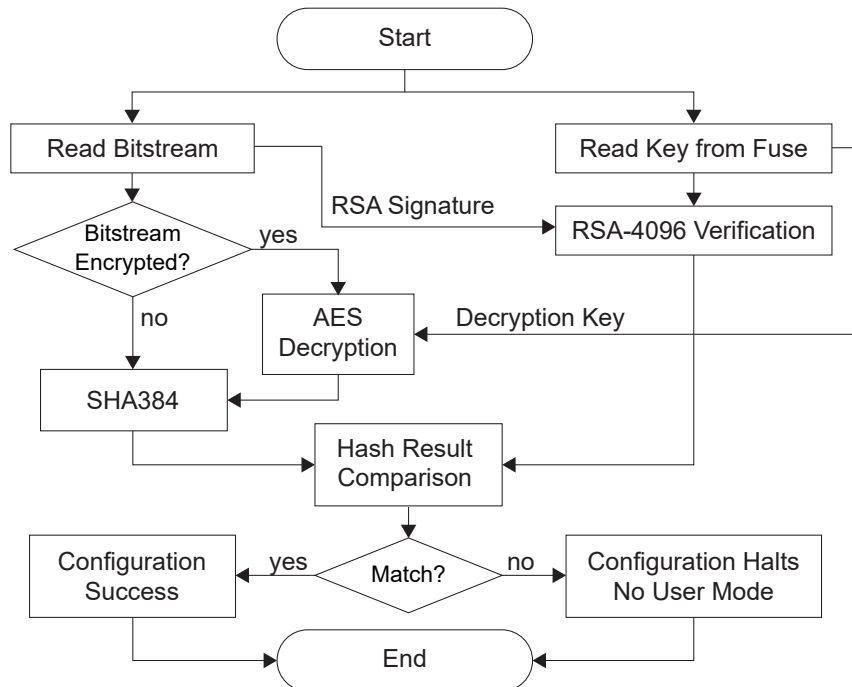 Start
Read Bitstream
Read Key from Fuse
RSA Signature
RSA-4096 Verification
Bitstream
Encrypted?
yes
no
AES
Decryption
Decryption Key
SHA384
Hash Result
Comparison
Configuration
Success
yes
Match?
no
Configuration Halts
No User Mode
End